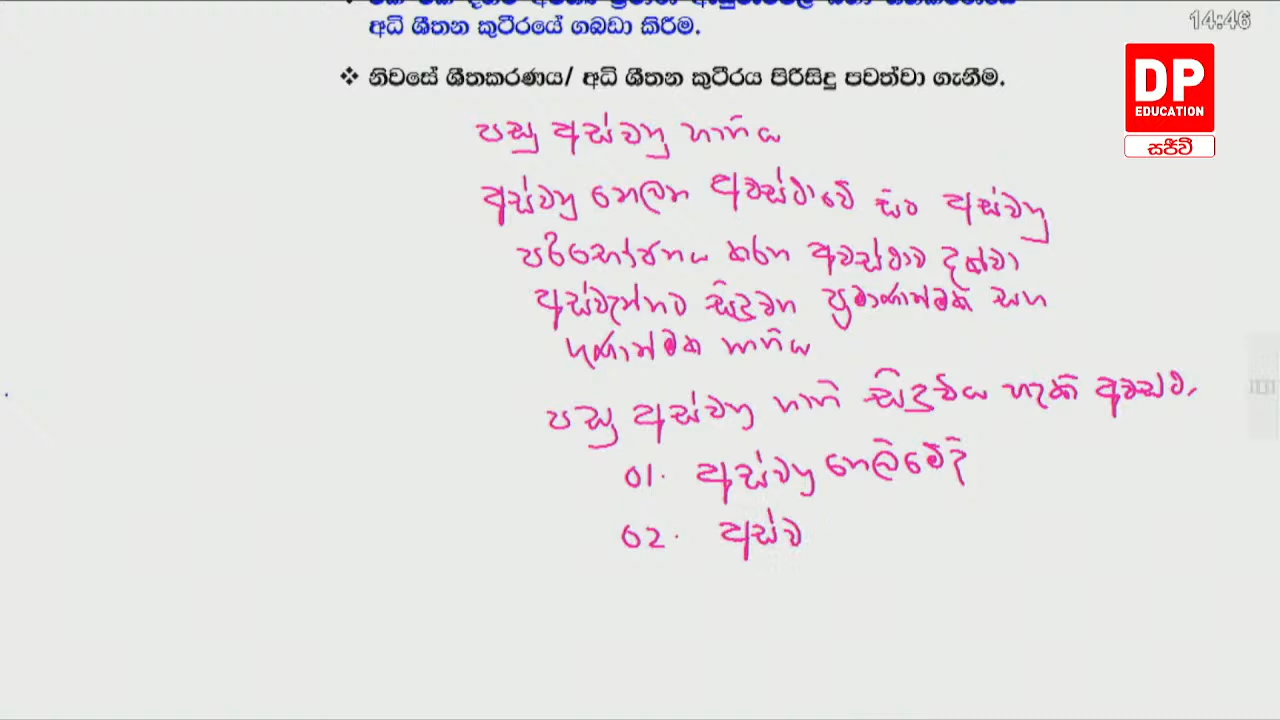 14:46
අධි ශීතන කුටීරයේ ගබඩා කිරීම.
❖ නිවසේ ශීතකරණය/ අධි ශීතන කුටීරය පිරිසිදු පවත්වා ගැනීම.
DP
EDUCATION
සජීවී
පසු අස්වනු හානිය
අස්වනු නෙලන අවස්ථාවේ සිට අස්වනු
පරිභෝජනය කරන අවස්ථාව දක්වා
අස්වැන්නට සිදුවන ප්‍රමාණාත්මක සහ
ගුණාත්මක හානිය
පසු අස්වනු හානි සිදුවිය හැකි අවස්ථා
01. අස්වනු නෙලීමේදී
02. අස්ව